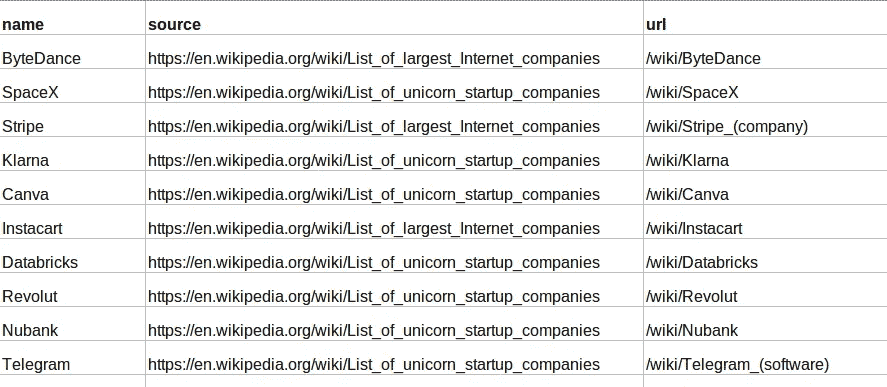 name source url
ByteDance https://en.wikipedia.org/wiki/List_of_largest_Internet_companies /wiki/ByteDance
SpaceX https://en.wikipedia.org/wiki/List_of_unicorn_startup_companies /wiki/SpaceX
Stripe https://en.wikipedia.org/wiki/List_of_largest_Internet_companies /wiki/Stripe_(company)
Klarna https://en.wikipedia.org/wiki/List_of_unicorn_startup_companies /wiki/Klarna
Canva https://en.wikipedia.org/wiki/List_of_unicorn_startup_companies /wiki/Canva
Instacart https://en.wikipedia.org/wiki/List_of_largest_Internet_companies /wiki/Instacart
Databricks https://en.wikipedia.org/wiki/List_of_unicorn_startup_companies /wiki/Databricks
Revolut https://en.wikipedia.org/wiki/List_of_unicorn_startup_companies /wiki/Revolut
Nubank https://en.wikipedia.org/wiki/List_of_unicorn_startup_companies /wiki/Nubank
Telegram https://en.wikipedia.org/wiki/List_of_unicorn_startup_companies /wiki/Telegram_(software)